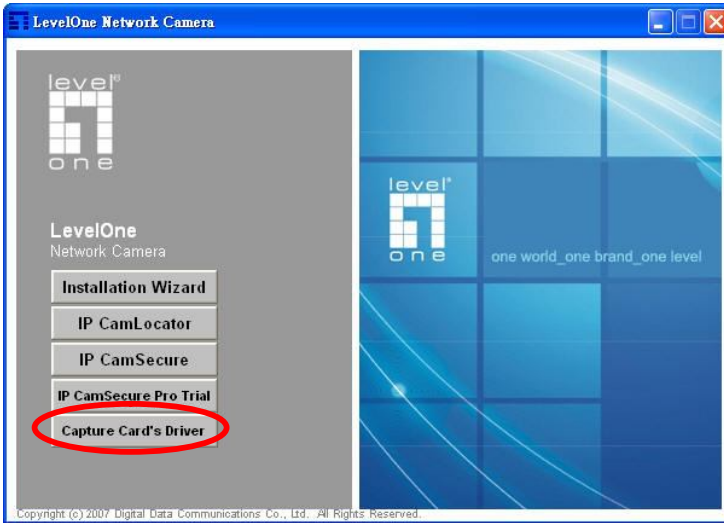 LevelOne Network Camera
level®
one
LevelOne
Network Camera
Installation Wizard
IP CamLocator
IP CamSecure
IP CamSecure Pro Trial
Capture Card's Driver
level®
one
one world_one brand_one level
Copyright (c) 2007 Digital Data Communications Co., Ltd. All Rights Reserved.